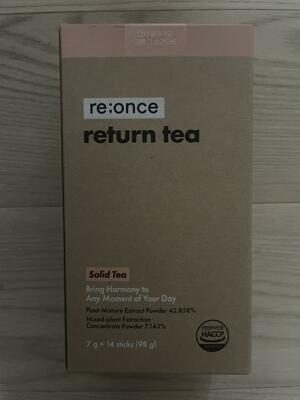 re:once
return tea
Solid Tea
Bring Harmony to
Any Moment of Your Day
Plant Mixture Extract Powder 42.858%
Mixed-plant Extraction
Concentrate Powder 7.143%
7 g × 14 sticks (98 g)
HACCP